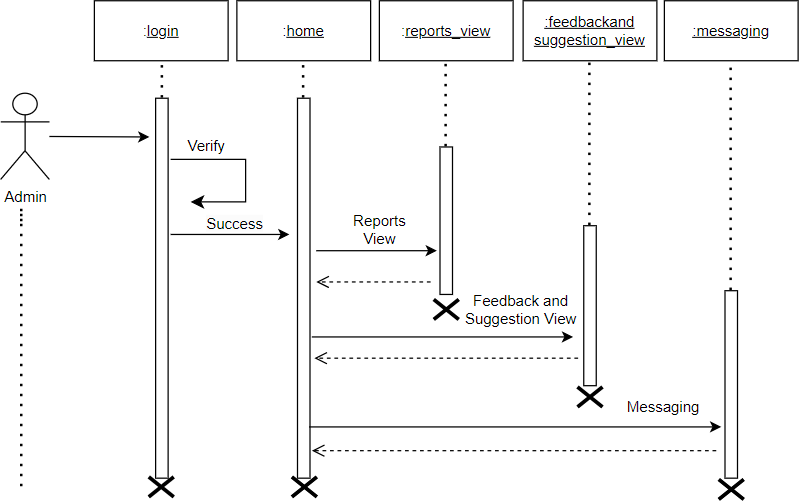 :login
:home
:reports_view
:feedbackand
suggestion_view
:messaging
Admin
Verify
Success
Reports
View
Feedback and
Suggestion View
Messaging